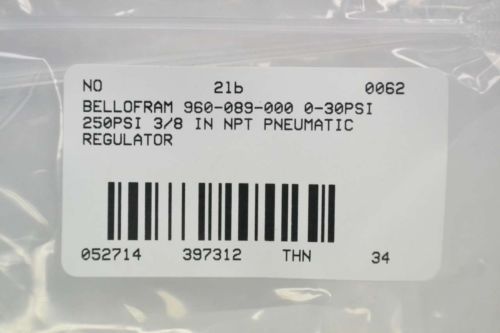 NO 2lb 0062
BELLOFRAM 960-089-000 0-30PSI
250PSI 3/8 IN NPT PNEUMATIC
REGULATOR
052714 397312 THN 34